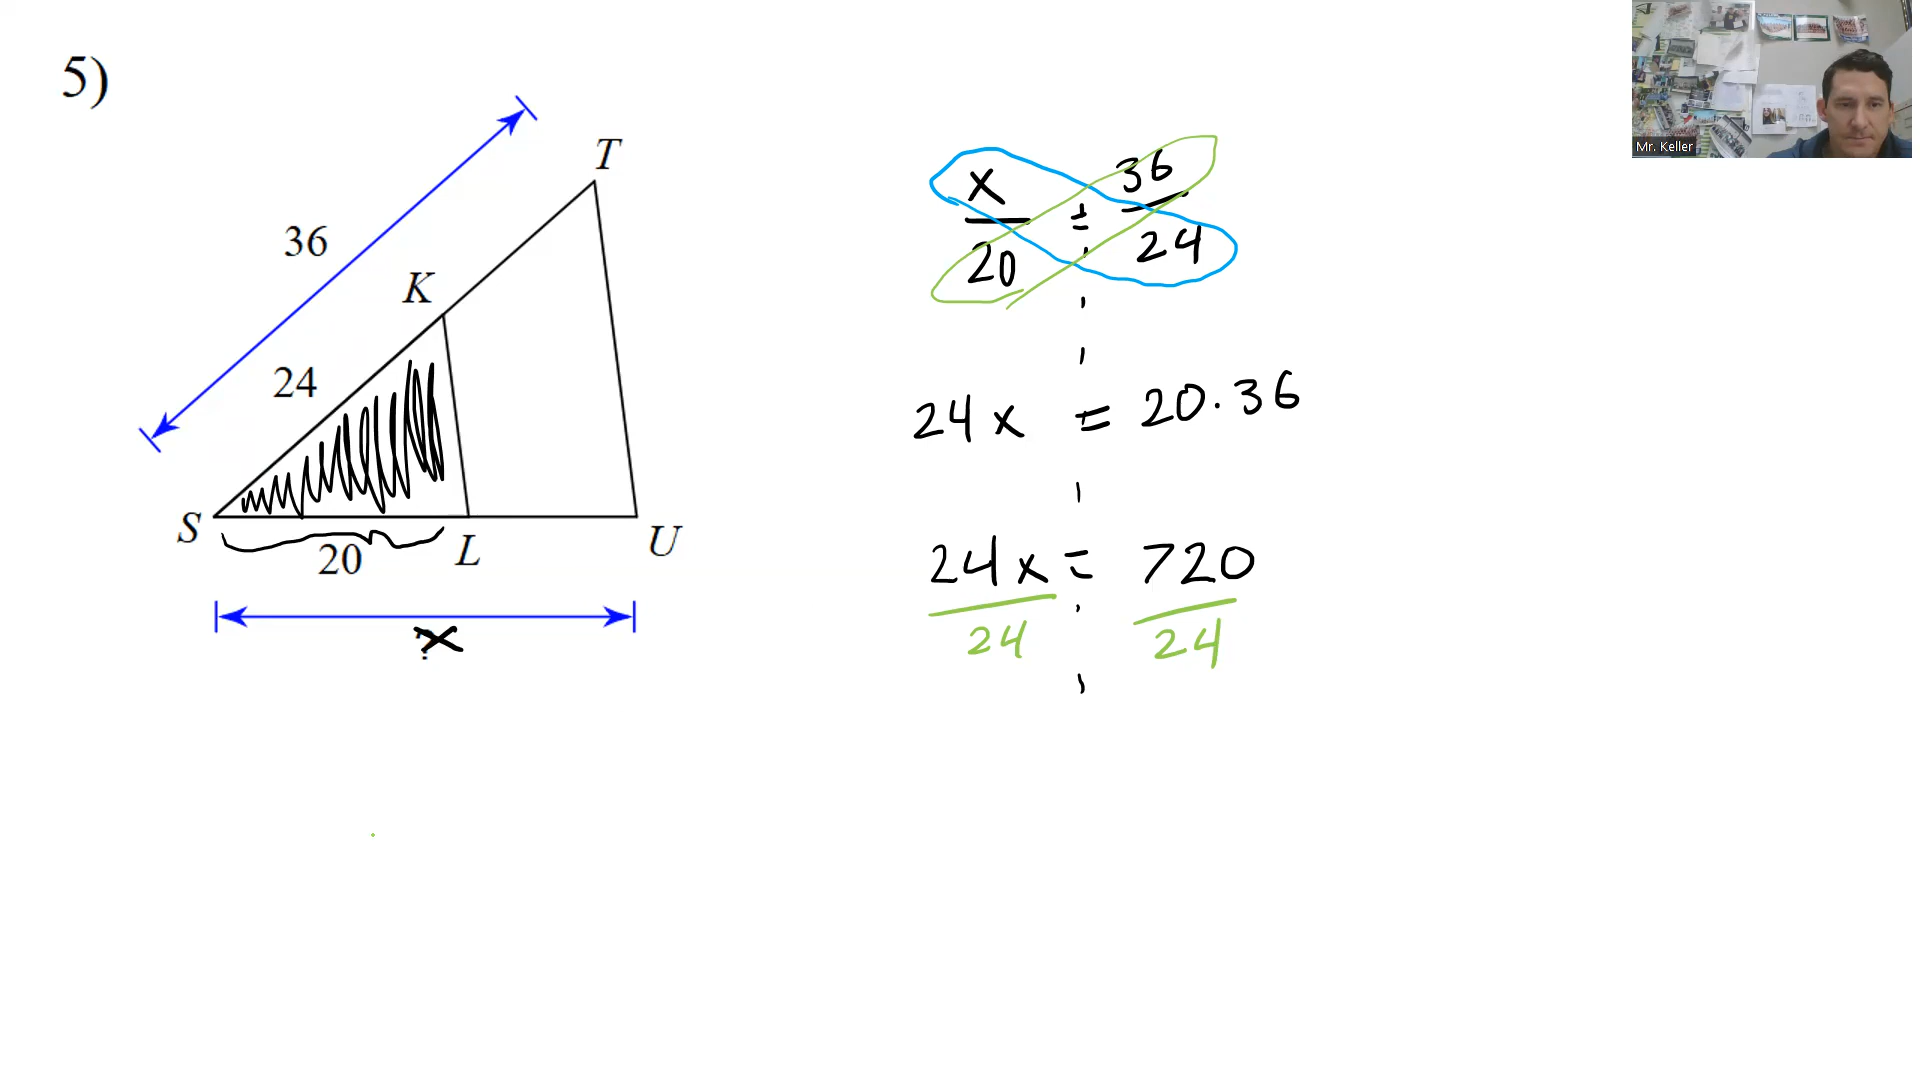 5)
T
36
K
24
S
20
L
U
x
x/20 = 36/24
24x = 20·36
24x = 720
24 24
Mr. Keller